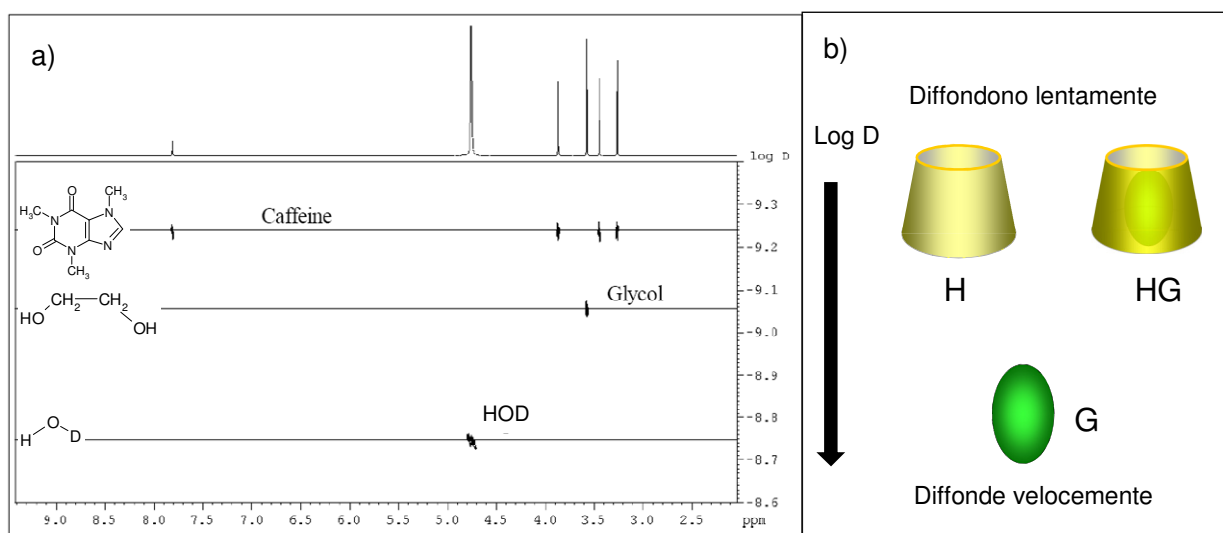 a)
log D
-9.3
-9.2
-9.1
-9.0
-8.9
-8.8
-8.7
-8.6
Caffeine
O
CH3
H3C
N
N
O
N
N
CH3
Glycol
CH2
CH2
HO
OH
HOD
O
H
D
9.0 8.5 8.0 7.5 7.0 6.5 6.0 5.5 5.0 4.5 4.0 3.5 3.0 2.5 ppm
b)
Diffondono lentamente
Log D
H
HG
G
Diffonde velocemente